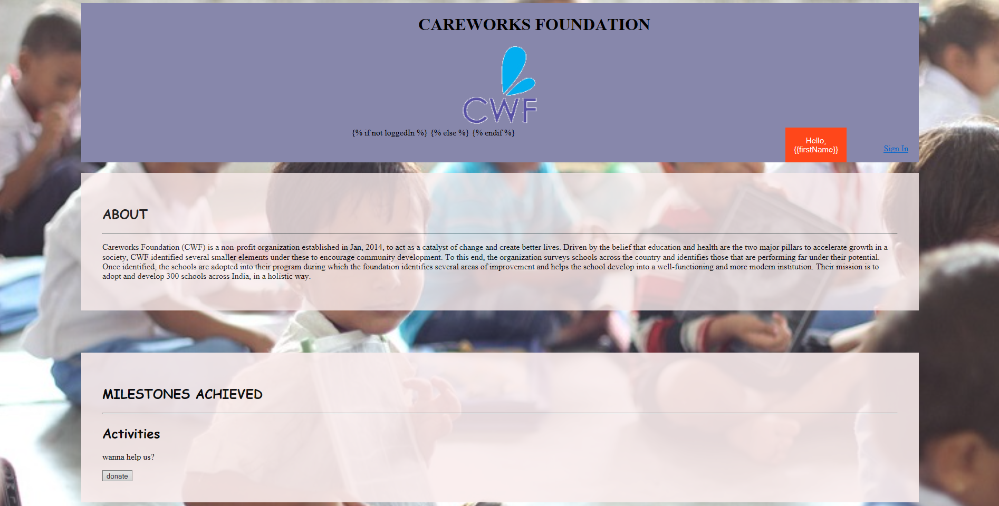 CAREWORKS FOUNDATION
CWF
{% if not loggedIn %} {% else %} {% endif %}
Hello,
{{firstName}}
Sign In
ABOUT
Careworks Foundation (CWF) is a non-profit organization established in Jan, 2014, to act as a catalyst of change and create better lives. Driven by the belief that education and health are the two major pillars to accelerate growth in a
society, CWF identified several smaller elements under these to encourage community development. To this end, the organization surveys schools across the country and identifies those that are performing far under their potential.
Once identified, the schools are adopted into their program during which the foundation identifies several areas of improvement and helps the school develop into a well-functioning and more modern institution. Their mission is to
adopt and develop 300 schools across India, in a holistic way.
MILESTONES ACHIEVED
Activities
wanna help us?
donate